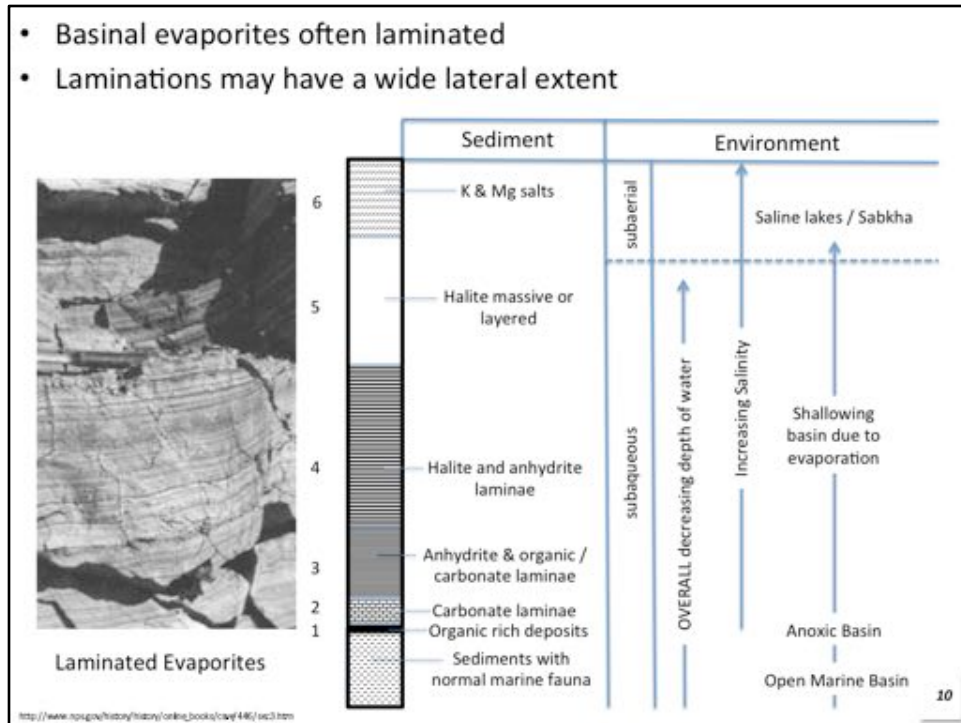 • Basinal evaporites often laminated
• Laminations may have a wide lateral extent
Sediment
Environment
6
K & Mg salts
subaerial
Saline lakes / Sabkha
5
Halite massive or
layered
4
Halite and anhydrite
laminae
subaqueous
OVERALL decreasing depth of water
Increasing Salinity
Shallowing
basin due to
evaporation
3
Anhydrite & organic /
carbonate laminae
2
Carbonate laminae
1
Organic rich deposits
Anoxic Basin
Sediments with
normal marine fauna
Open Marine Basin
Laminated Evaporites
10